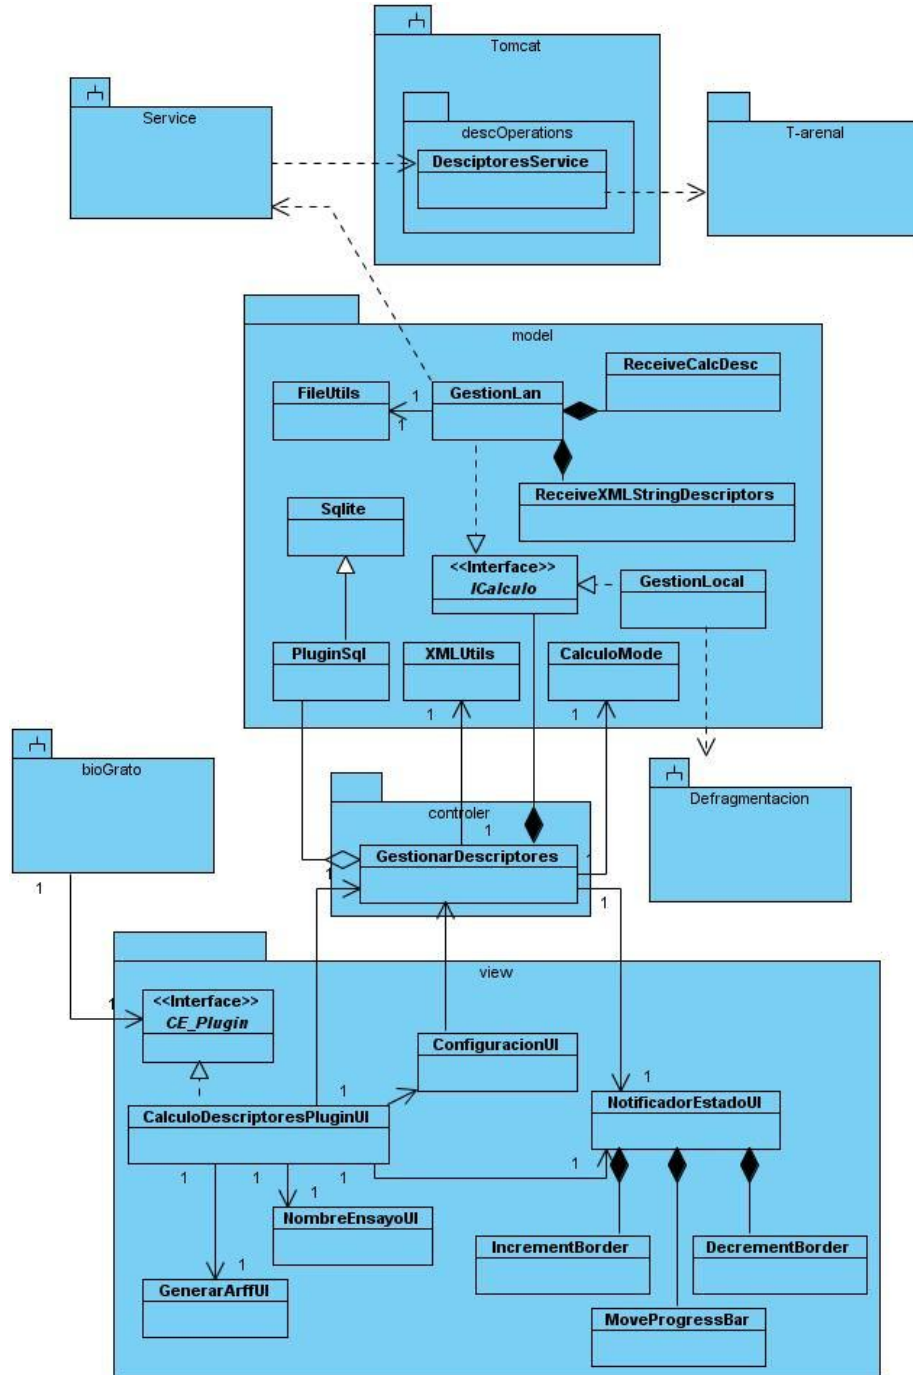 Tomcat
Service
descOperations
T-arenal
DesciptoresService
model
ReceiveCalcDesc
FileUtils
1
GestionLan
1
ReceiveXMLStringDescriptors
Sqlite
<<Interface>>
ICalculo
GestionLocal
PluginSql
XMLUtils
CalculoMode
1
1
bioGrato
Defragmentacion
controler
1
GestionarDescriptores
1
1
1
1
view
1
<<Interface>>
CE_Plugin
ConfiguracionUI
1
1
NotificadorEstadoUI
CalculoDescriptoresPluginUI
1
1
1
1
1
NombreEnsayoUI
IncrementBorder
DecrementBorder
1
GenerarArffUI
MoveProgressBar